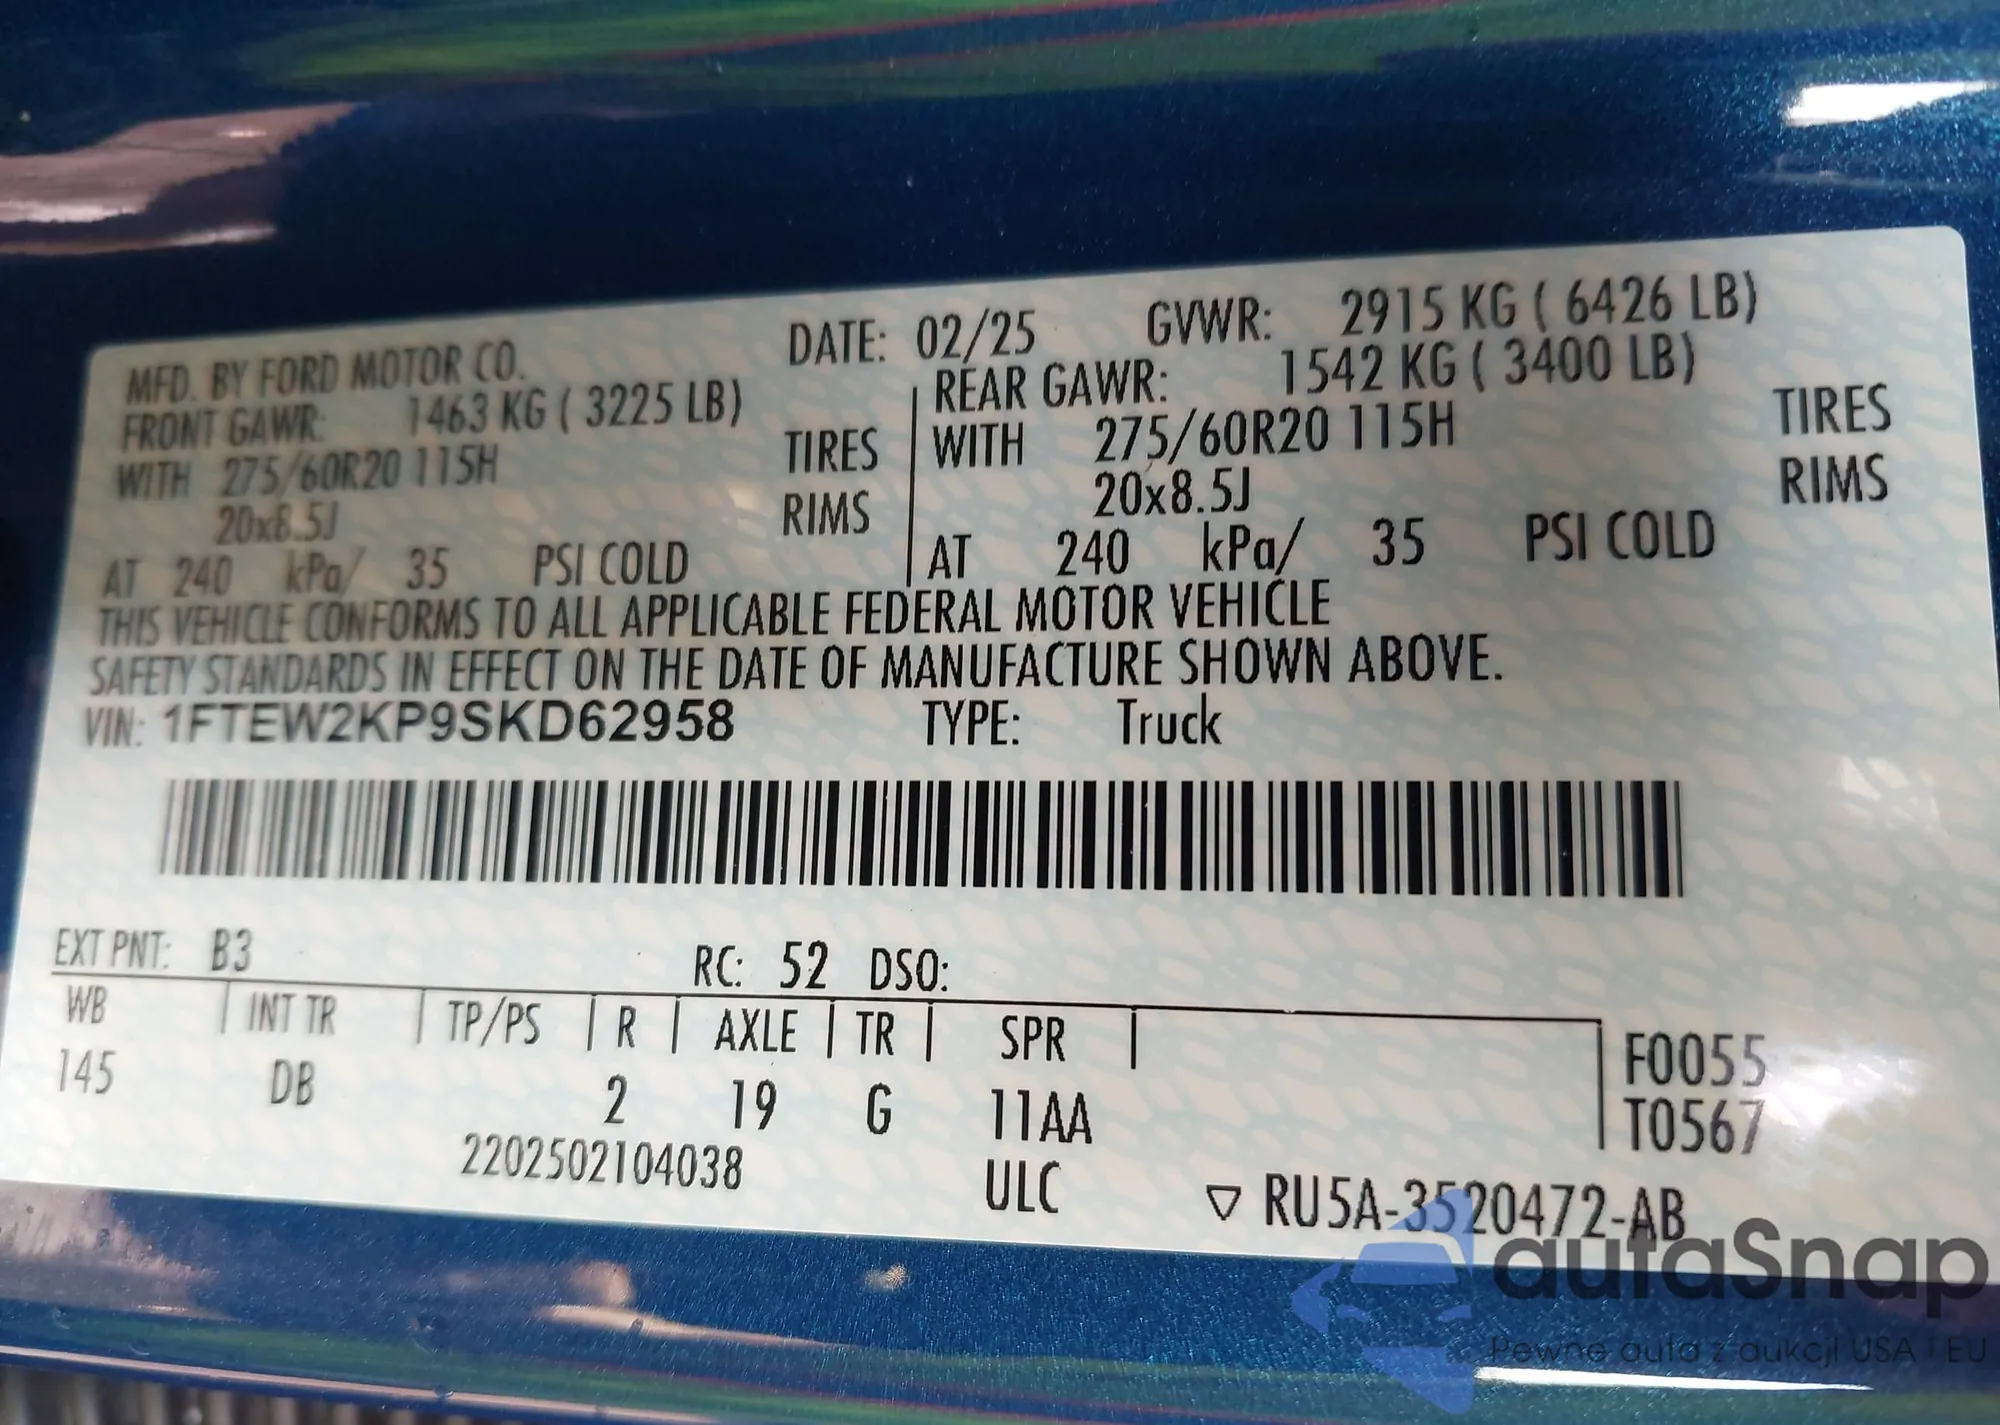 MFD. BY FORD MOTOR CO. DATE: 02/25 GVWR: 2915 KG ( 6426 LB)
FRONT GAWR: 1463 KG ( 3225 LB) REAR GAWR: 1542 KG ( 3400 LB)
WITH 275/60R20 115H TIRES WITH 275/60R20 115H TIRES
20x8.5J RIMS 20x8.5J RIMS
AT 240 kPa/ 35 PSI COLD AT 240 kPa/ 35 PSI COLD
THIS VEHICLE CONFORMS TO ALL APPLICABLE FEDERAL MOTOR VEHICLE
SAFETY STANDARDS IN EFFECT ON THE DATE OF MANUFACTURE SHOWN ABOVE.
VIN: 1FTEW2KP9SKD62958 TYPE: Truck
EXT PNT: B3 RC: 52 DSO:
WB INT TR TP/PS R AXLE TR SPR F0055
145 DB 2 19 G 11AA T0567
2202502104038 ULC ▽ RU5A-3520472-AB
autaSnap
Pewne auta z aukcji USA i EU